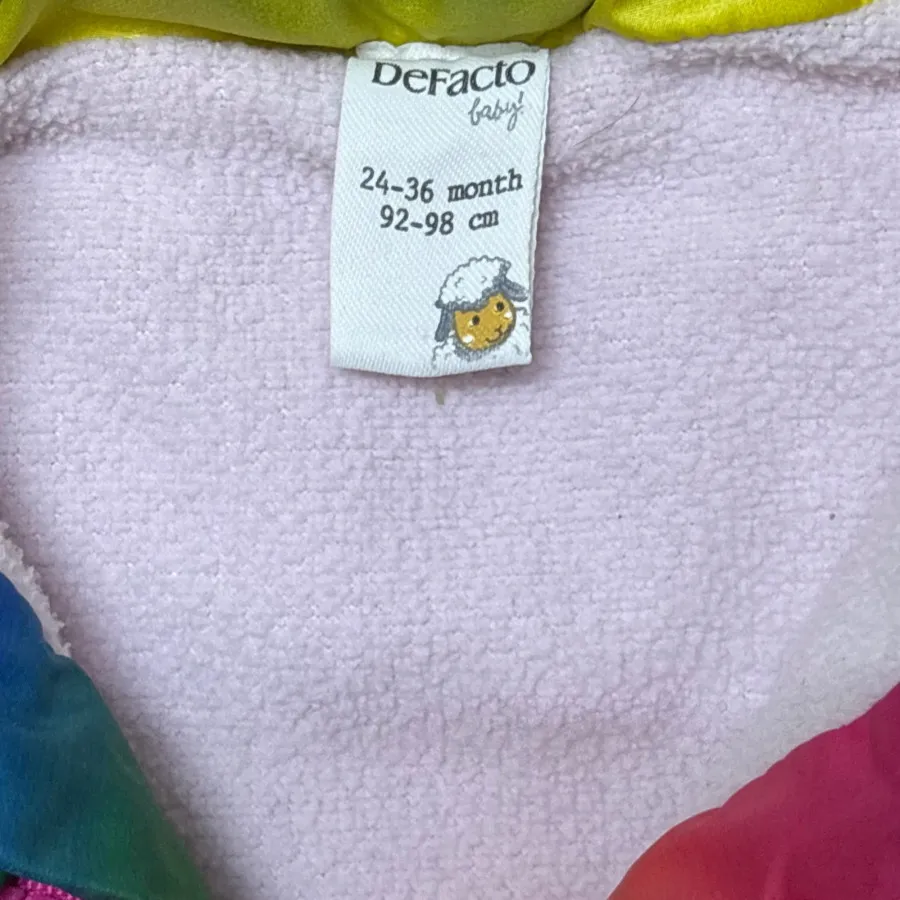 DeFacto
baby!
24-36 month
92-98 cm